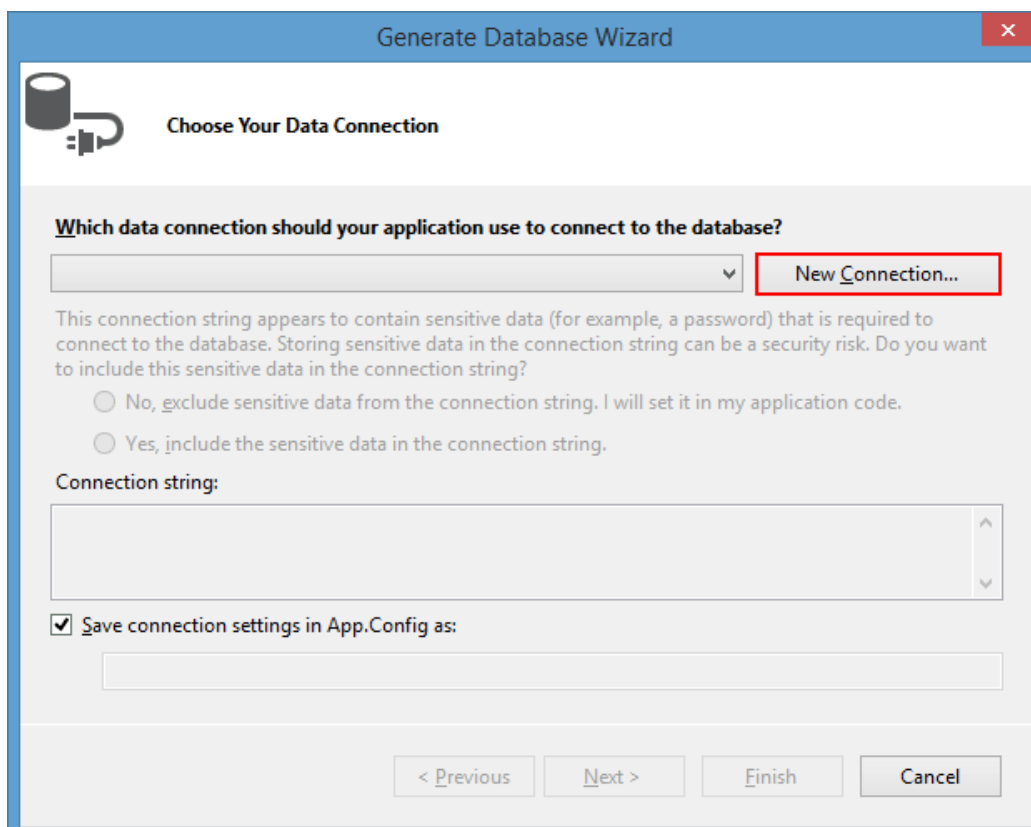 Generate Database Wizard
Choose Your Data Connection
Which data connection should your application use to connect to the database?
New Connection...
This connection string appears to contain sensitive data (for example, a password) that is required to
connect to the database. Storing sensitive data in the connection string can be a security risk. Do you want
to include this sensitive data in the connection string?
No, exclude sensitive data from the connection string. I will set it in my application code.
Yes, include the sensitive data in the connection string.
Connection string:
Save connection settings in App.Config as:
< Previous Next > Finish Cancel